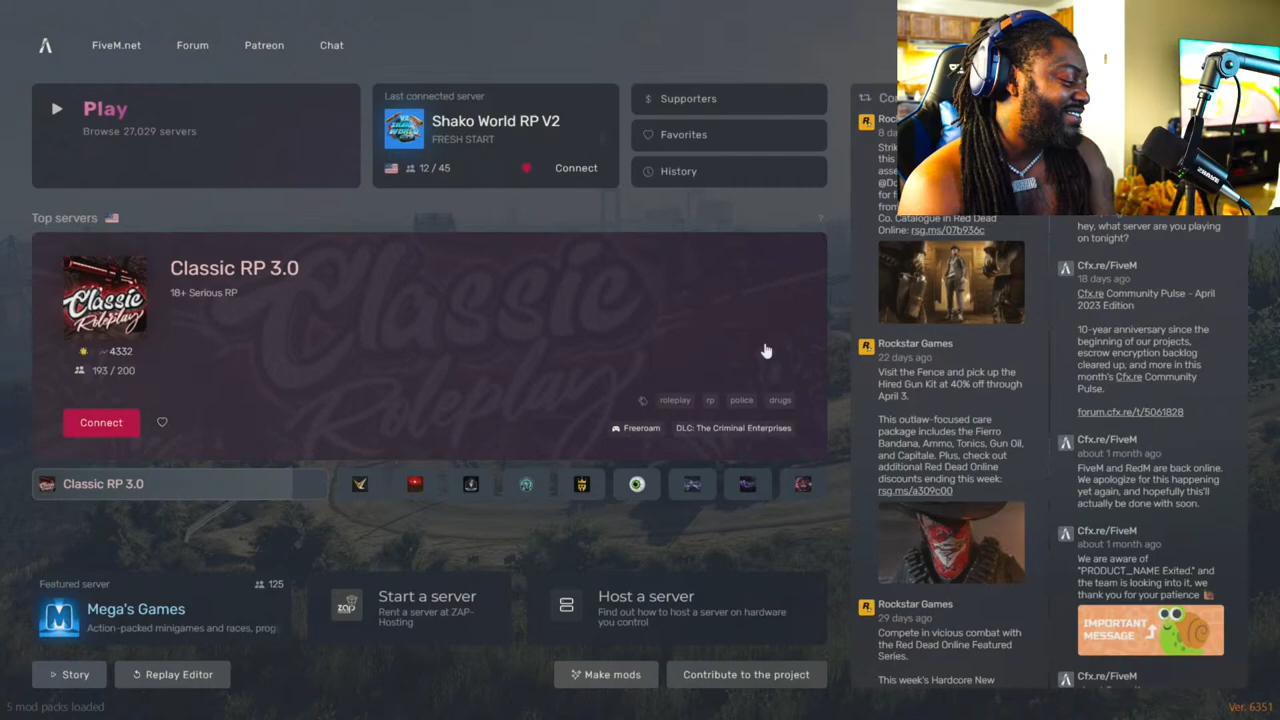 FiveM.net
Forum
Patreon
Chat
Play
Browse 27,029 servers
Last connected server
Shako World RP V2
FRESH START
12 / 45
Connect
Supporters
Favorites
History
Top servers
?
Classic RP 3.0
18+ Serious RP
Classic
Roleplay
4332
193 / 200
Connect
roleplay
rp
police
drugs
Freeroam
DLC: The Criminal Enterprises
Classic RP 3.0
Featured server
125
Mega's Games
Action-packed minigames and races, prog
ZAP
Start a server
Rent a server at ZAP-
Hosting
Host a server
Find out how to host a server on hardware
you control
Story
Replay Editor
Make mods
Contribute to the project
5 mod packs loaded
Co. Catalogue in Red Dead
Online: rsg.ms/07b936c
Rockstar Games
22 days ago
Visit the Fence and pick up the
Hired Gun Kit at 40% off through
April 3.
This outlaw-focused care
package includes the Fierro
Bandana, Ammo, Tonics, Gun Oil,
and Capitale. Plus, check out
additional Red Dead Online
discounts ending this week:
rsg.ms/a309c00
Rockstar Games
29 days ago
Compete in vicious combat with
the Red Dead Online Featured
Series.
This week's Hardcore New
hey, what server are you playing
on tonight?
Cfx.re/FiveM
18 days ago
Cfx.re Community Pulse - April
2023 Edition
10-year anniversary since the
beginning of our projects,
escrow encryption backlog
cleared up, and more in this
month's Cfx.re Community
Pulse.
forum.cfx.re/t/5061828
Cfx.re/FiveM
about 1 month ago
FiveM and RedM are back online.
We apologize for this happening
yet again, and hopefully this'll
actually be done with soon.
Cfx.re/FiveM
about 1 month ago
We are aware of
"PRODUCT_NAME Exited." and
the team is looking into it, we
thank you for your patience
IMPORTANT
MESSAGE
Cfx.re/FiveM
Ver. 6351